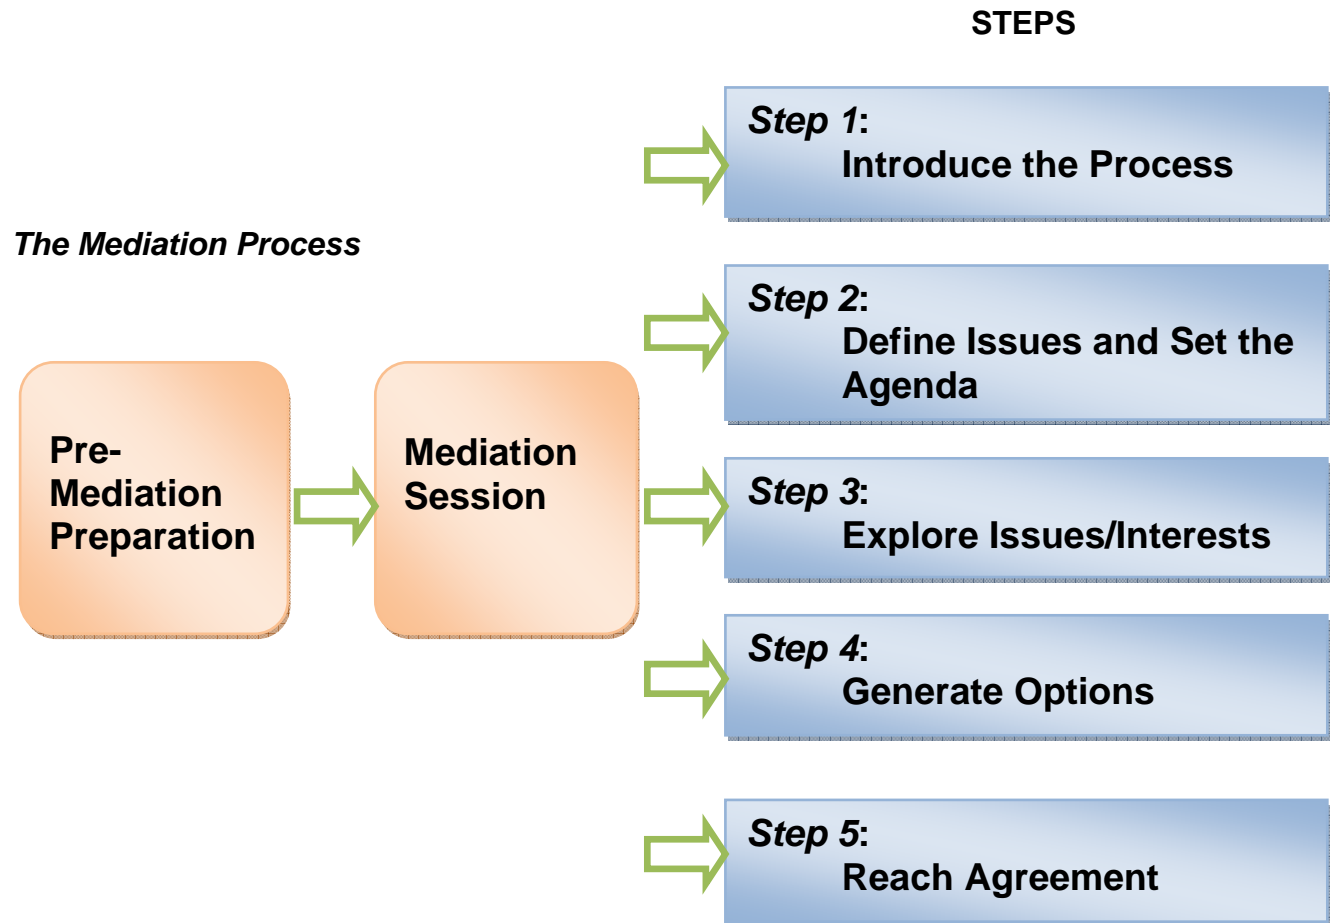 STEPS
The Mediation Process
Pre-
Mediation
Preparation
Mediation
Session
Step 1:
Introduce the Process
Step 2:
Define Issues and Set the
Agenda
Step 3:
Explore Issues/Interests
Step 4:
Generate Options
Step 5:
Reach Agreement